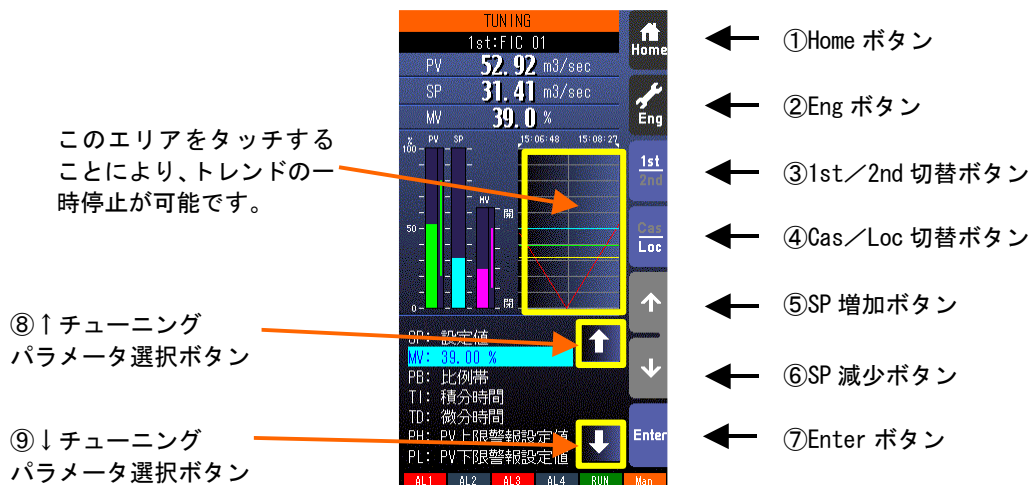 TUNING
1st:FIC 01
PV 52.92 m3/sec
SP 31.41 m3/sec
MV 39.0 %
Home
Eng
1st
2nd
Cas
Loc
Enter
% PV SP
15:06:48 15:08:27
100
MV
開
50
0
閉
SP: 設定値
MV: 39.00 %
PB: 比例帯
TI: 積分時間
TD: 微分時間
PH: PV上限警報設定値
PL: PV下限警報設定値
AL1 AL2 AL3 AL4 RUN Man
このエリアをタッチする
ことにより、トレンドの一
時停止が可能です。
⑧↑チューニング
パラメータ選択ボタン
⑨↓チューニング
パラメータ選択ボタン
①Home ボタン
②Eng ボタン
③1st／2nd 切替ボタン
④Cas／Loc 切替ボタン
⑤SP 増加ボタン
⑥SP 減少ボタン
⑦Enter ボタン